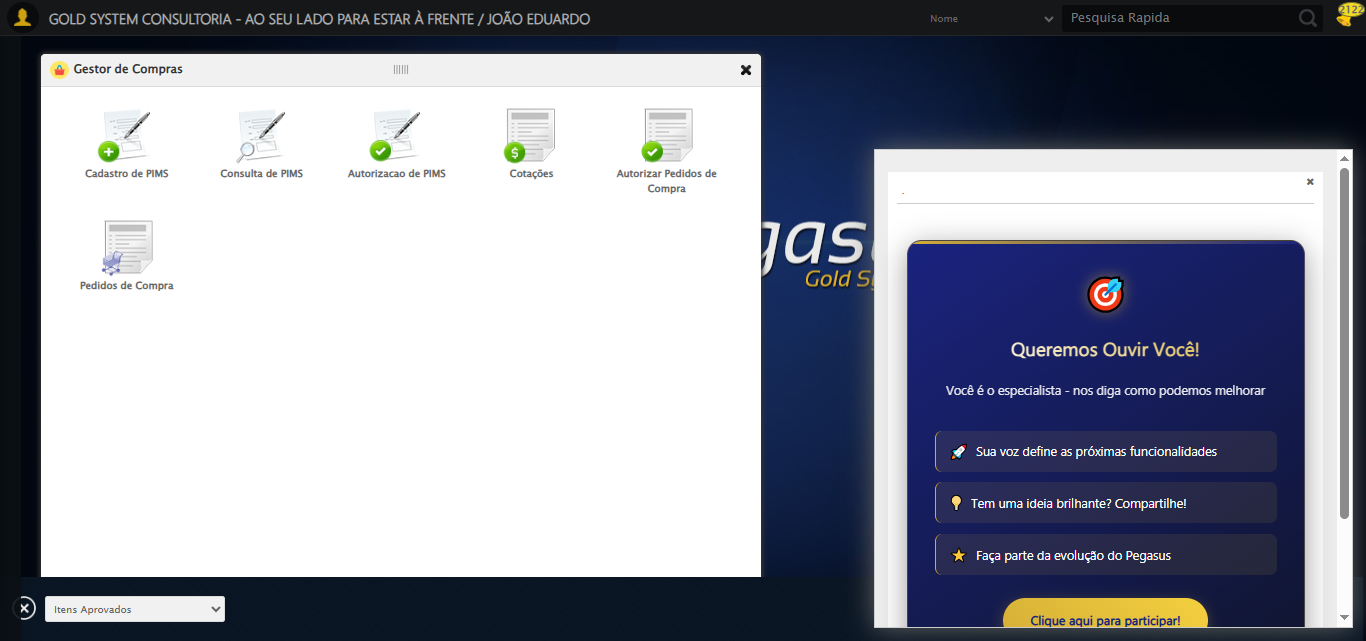 GOLD SYSTEM CONSULTORIA - AO SEU LADO PARA ESTAR À FRENTE / JOÃO EDUARDO
Nome
Pesquisa Rapida
2122
Gestor de Compras
Cadastro de PIMS
Consulta de PIMS
Autorizacao de PIMS
Cotações
Autorizar Pedidos de
Compra
Pedidos de Compra
gas
Gold Sy
.
Queremos Ouvir Você!
Você é o especialista - nos diga como podemos melhorar
Sua voz define as próximas funcionalidades
Tem uma ideia brilhante? Compartilhe!
Faça parte da evolução do Pegasus
Clique aqui para participar!
Itens Aprovados